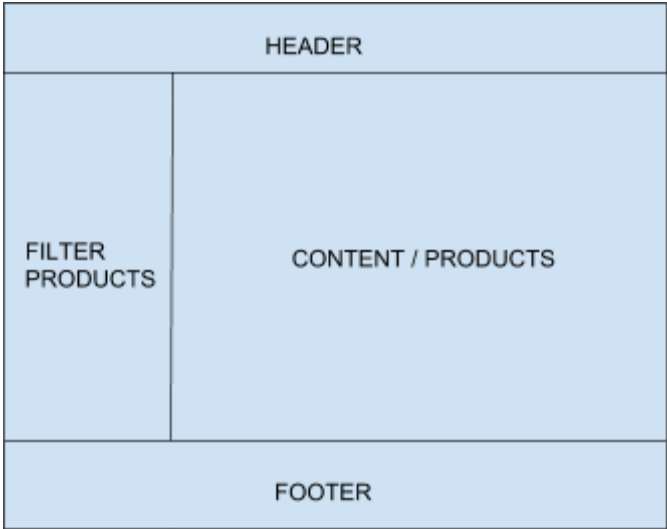 HEADER
FILTER
PRODUCTS
CONTENT / PRODUCTS
FOOTER